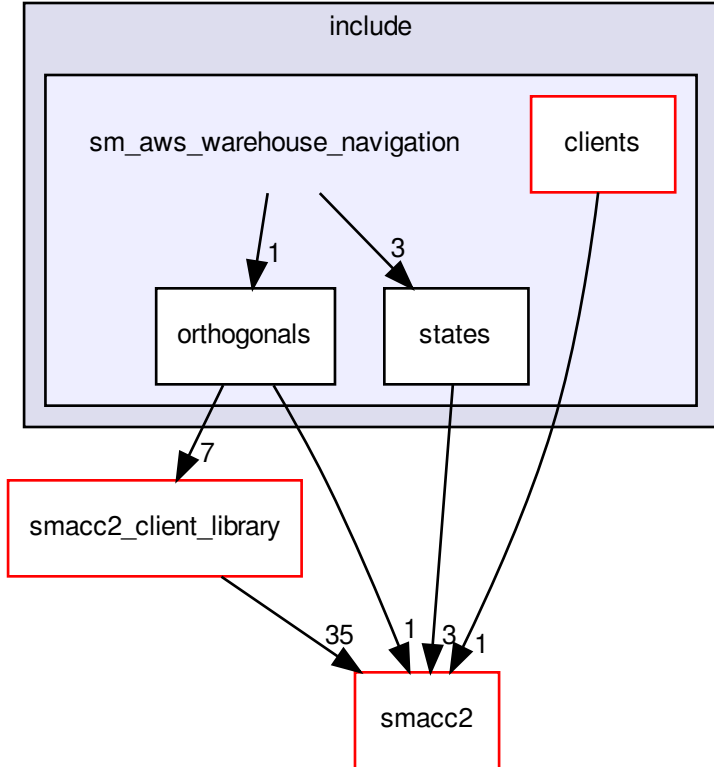 include
sm_aws_warehouse_navigation
clients
1
3
orthogonals
states
7
smacc2_client_library
35
1
3
1
smacc2